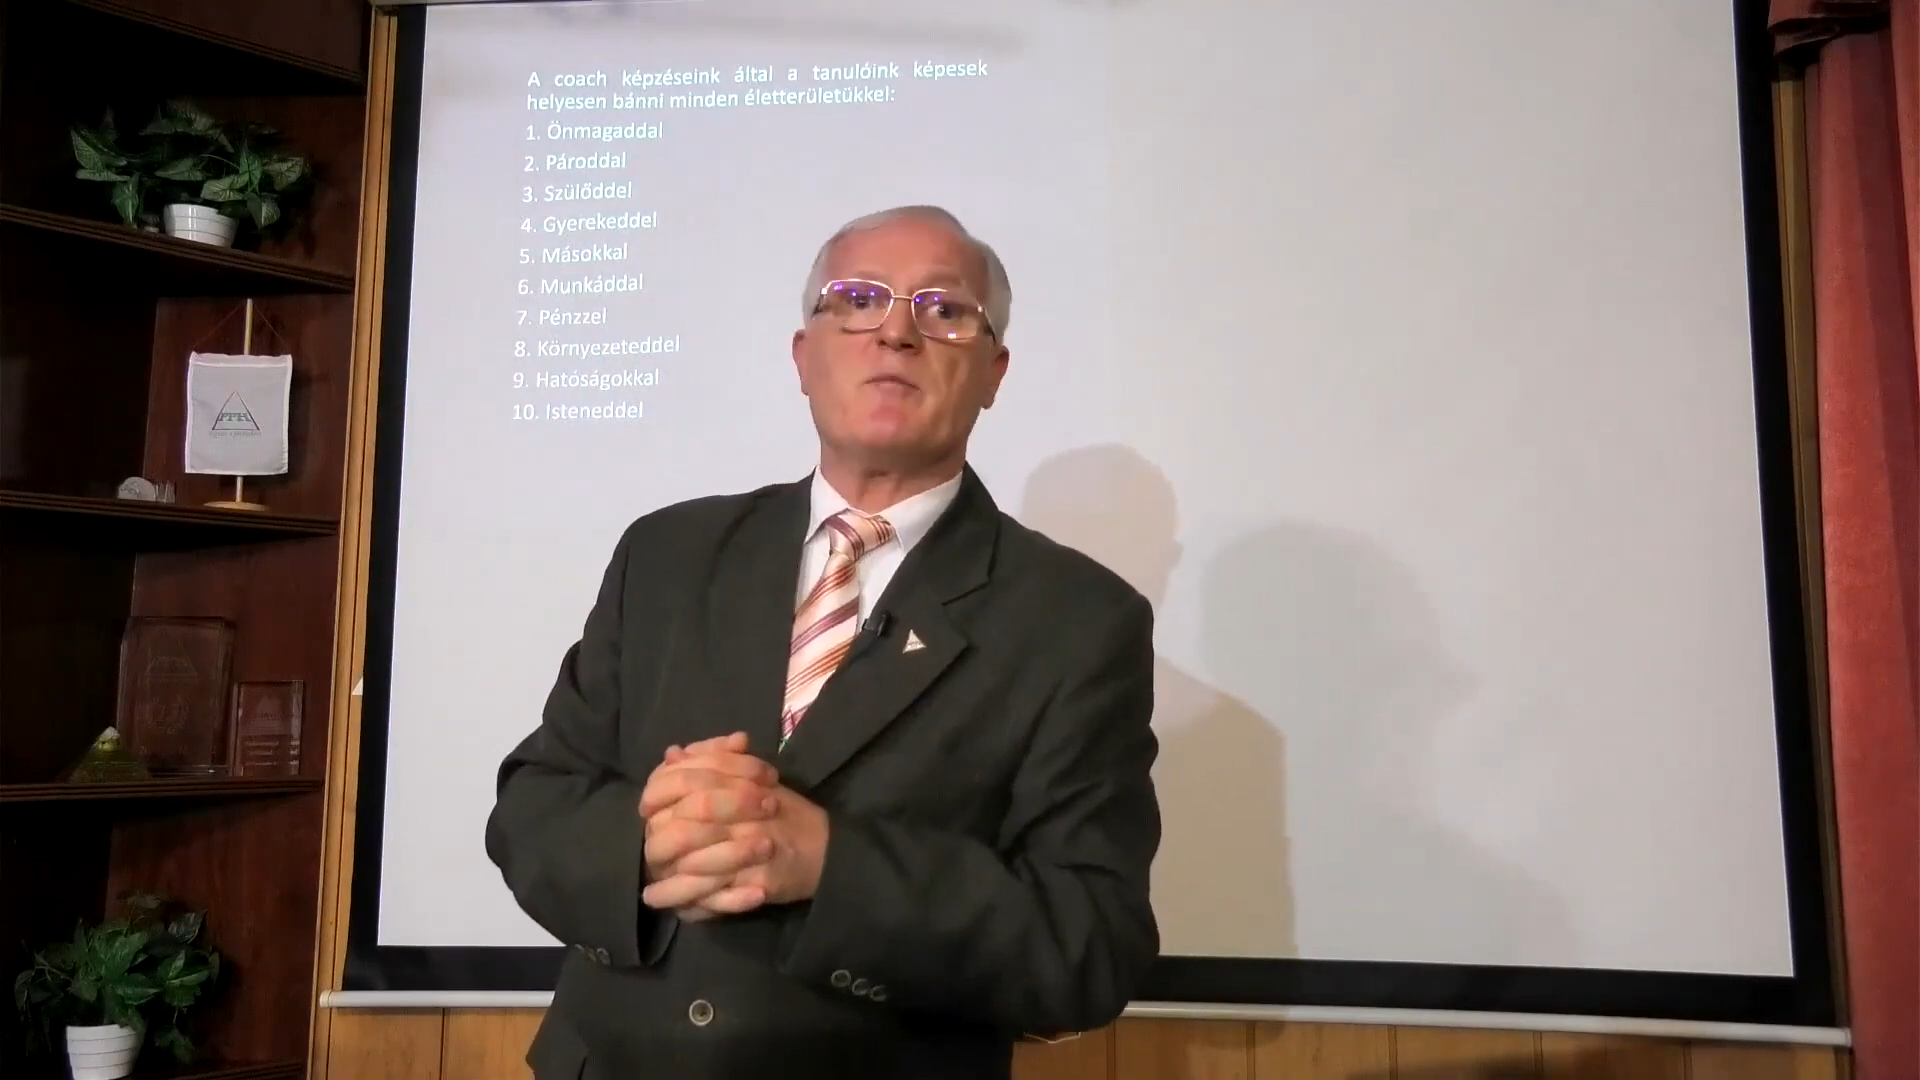 A coach képzéseink által a tanulóink képesek
helyesen bánni minden életterületükkel:
1. Önmagaddal
2. Pároddal
3. Szülőddel
4. Gyerekeddel
5. Másokkal
6. Munkáddal
7. Pénzzel
8. Környezeteddel
9. Hatóságokkal
10. Isteneddel
PPH